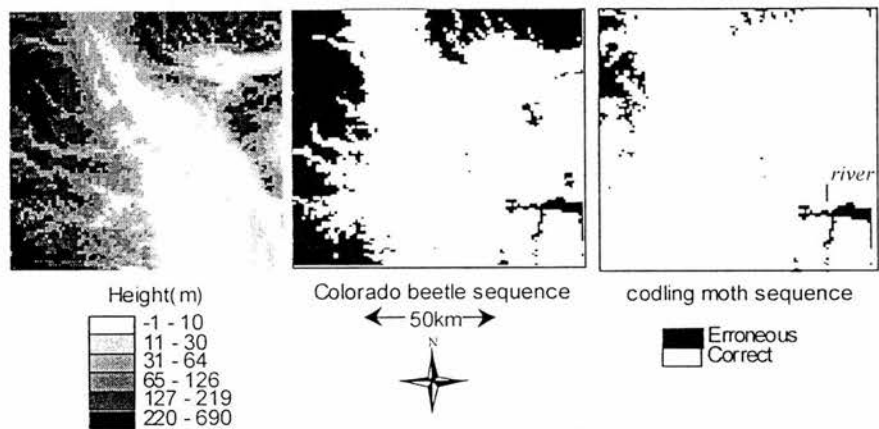 river
Height(m)
-1 - 10
11 - 30
31 - 64
65 - 126
127 - 219
220 - 690
Colorado beetle sequence
50km
N
codling moth sequence
Erroneous
Correct